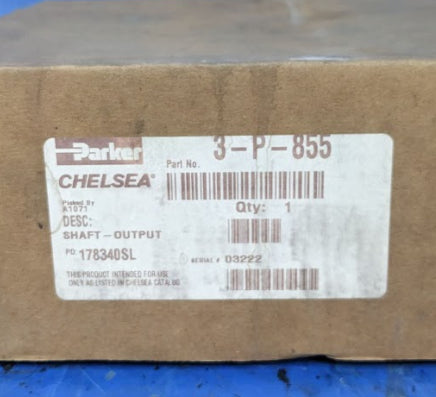 Parker
3-P-855
Part No.
CHELSEA®
Picked By
A1071
Qty: 1
DESC:
SHAFT-OUTPUT
PO 178340SL
SERIAL # 03222
THIS PRODUCT INTENDED FOR USE
ONLY AS LISTED IN CHELSEA CATALOG